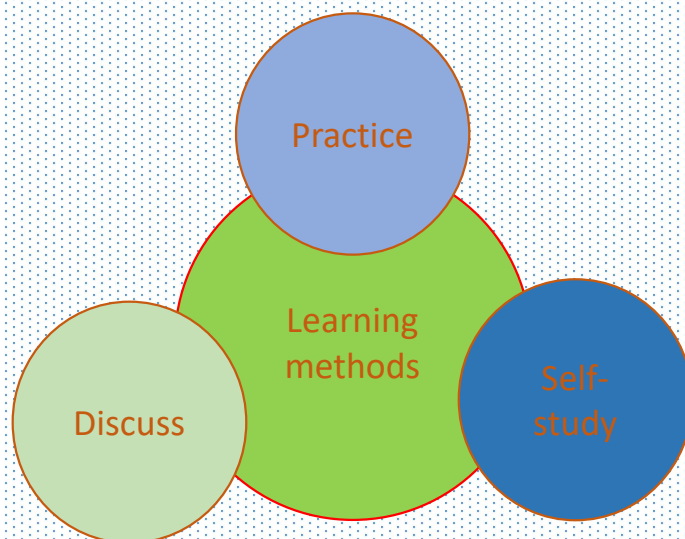 Practice
Learning
methods
Self-
study
Discuss